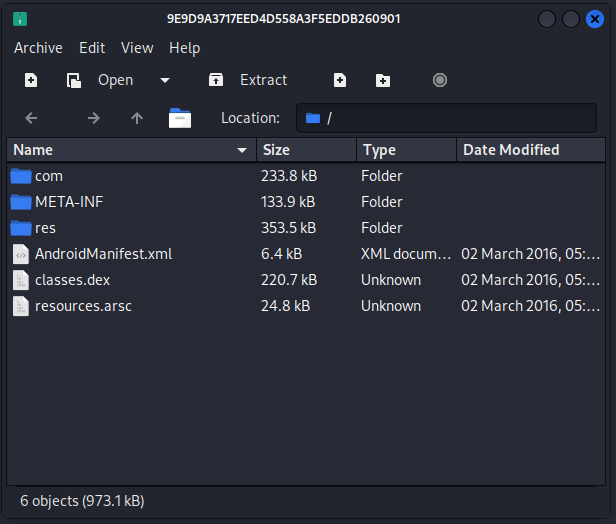 9E9D9A3717EED4D558A3F5EDDB260901
Archive Edit View Help
Open Extract
Location: /
Name Size Type Date Modified
com 233.8 kB Folder
META-INF 133.9 kB Folder
res 353.5 kB Folder
AndroidManifest.xml 6.4 kB XML docum... 02 March 2016, 05:...
classes.dex 220.7 kB Unknown 02 March 2016, 05:...
resources.arsc 24.8 kB Unknown 02 March 2016, 05:...
6 objects (973.1 kB)